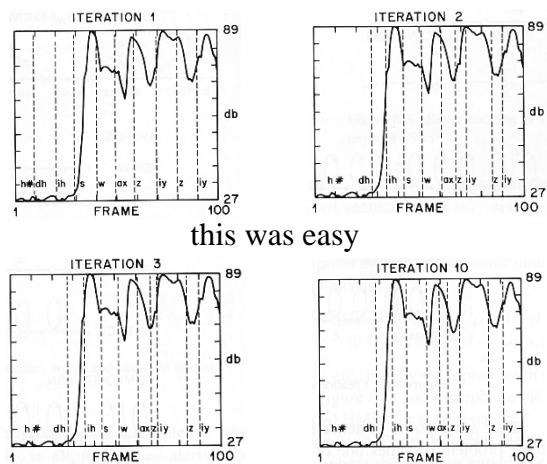 ITERATION 1
89
db
h# dh ih s w ax z iy z iy
27
1 FRAME 100
ITERATION 2
89
db
h# dh ih s w ax z iy z iy
27
1 FRAME 100
this was easy
ITERATION 3
89
db
h# dh ih s w ax z iy z iy
27
1 FRAME 100
ITERATION 10
89
db
h# dh ih s w ax z iy z iy
27
1 FRAME 100